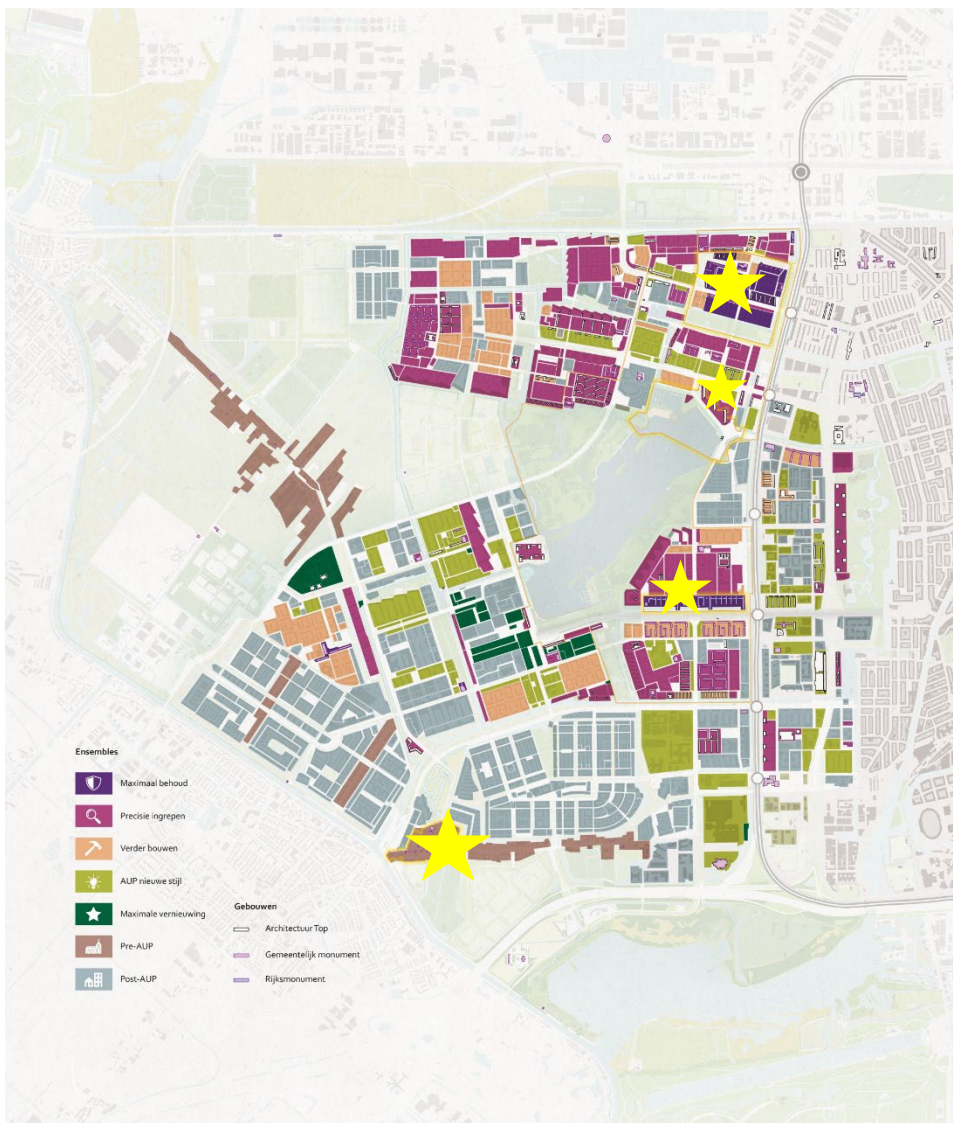 Ensembles
Maximaal behoud
Precisie ingrepen
Verder bouwen
AUP nieuwe stijl
Maximale vernieuwing
Pre-AUP
Post-AUP
Gebouwen
Architectuur Top
Gemeentelijk monument
Rijksmonument